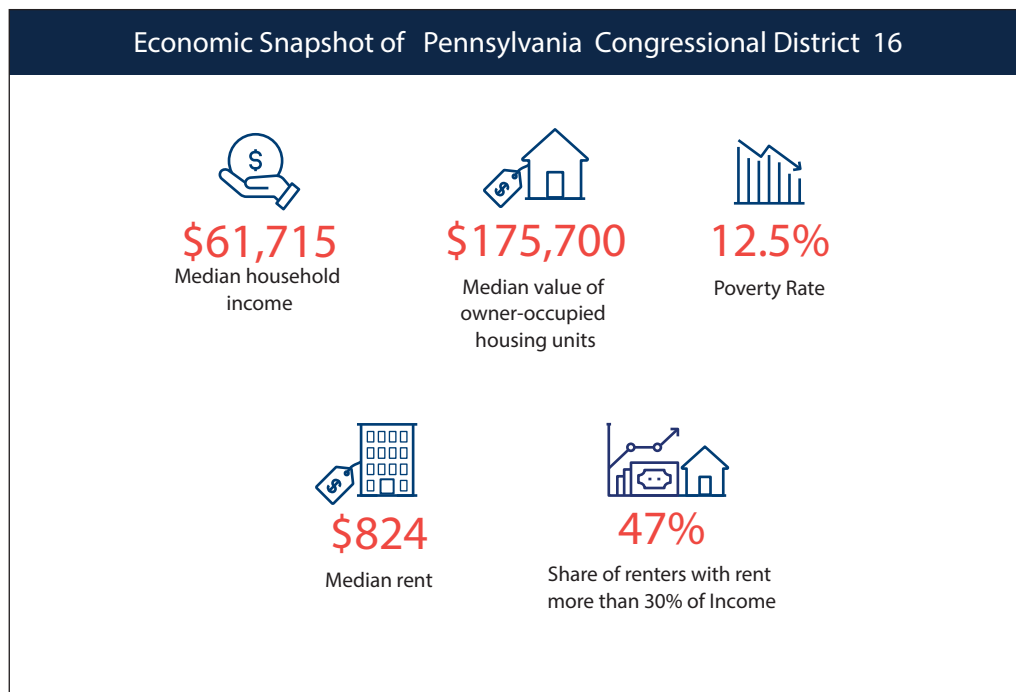 Economic Snapshot of Pennsylvania Congressional District 16
$
$61,715
Median household
income
$
$175,700
Median value of
owner-occupied
housing units
12.5%
Poverty Rate
$
$824
Median rent
47%
Share of renters with rent
more than 30% of Income